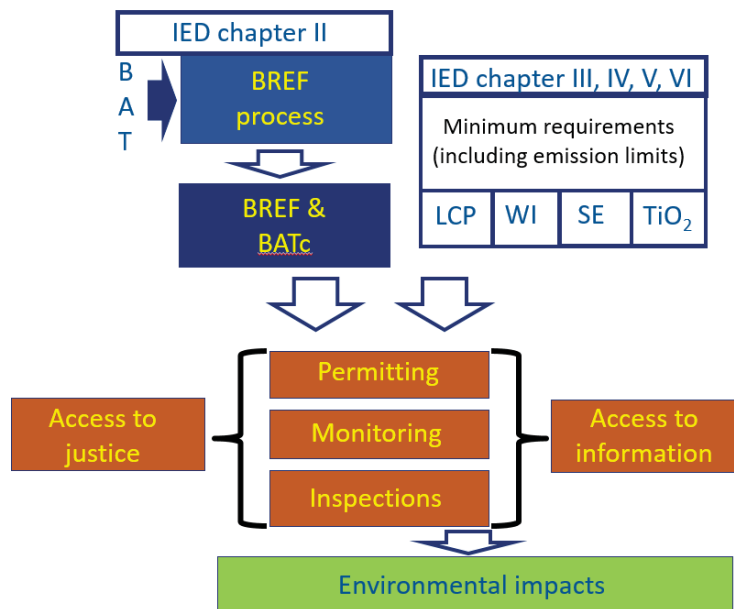 IED chapter II
B
A
T
BREF
process
BREF &
BATc
IED chapter III, IV, V, VI
Minimum requirements
(including emission limits)
LCP
WI
SE
TiO₂
Permitting
Monitoring
Inspections
Access to
justice
Access to
information
Environmental impacts